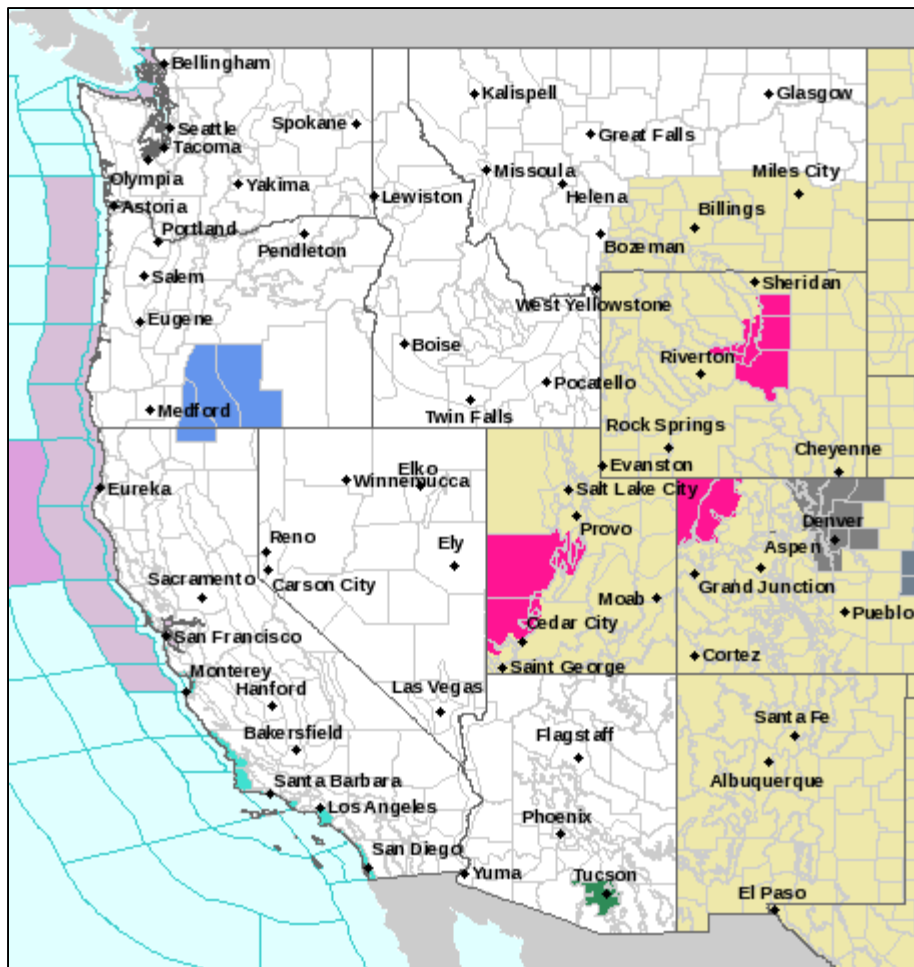 Bellingham
Kalispell
Glasgow
Seattle
Spokane
Great Falls
Tacoma
Olympia
Yakima
Missoula
Helena
Miles City
Lewiston
Astoria
Billings
Portland
Pendleton
Bozeman
Salem
West Yellowstone
Sheridan
Eugene
Boise
Riverton
Pocatello
Medford
Twin Falls
Rock Springs
Cheyenne
Elko
Evanston
Winnemucca
Eureka
Salt Lake City
Provo
Denver
Reno
Ely
Aspen
Carson City
Grand Junction
Sacramento
Moab
Pueblo
San Francisco
Cedar City
Cortez
Saint George
Monterey
Hanford
Las Vegas
Santa Fe
Bakersfield
Flagstaff
Albuquerque
Santa Barbara
Los Angeles
Phoenix
San Diego
Yuma
Tucson
El Paso